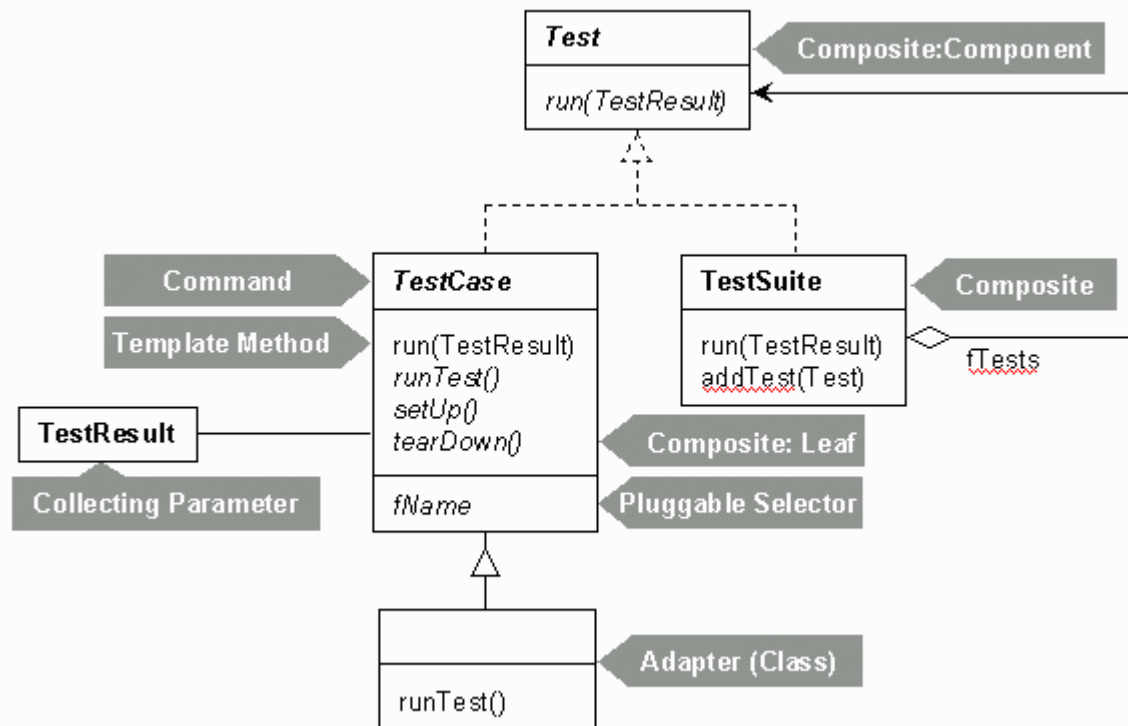 Test
Composite:Component
run(TestResult)
Command
TestCase
TestSuite
Composite
Template Method
run(TestResult)
runTest()
setUp()
tearDown()
run(TestResult)
addTest(Test)
fTests
TestResult
Composite: Leaf
Collecting Parameter
fName
Pluggable Selector
Adapter (Class)
runTest()